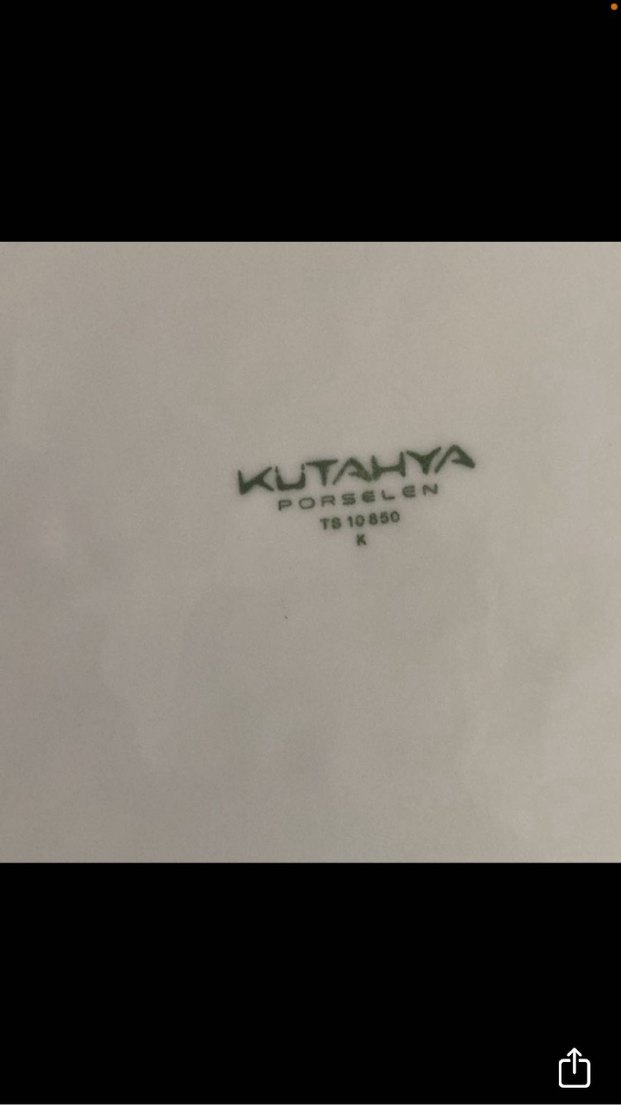 KÜTAHYA
PORSELEN
TS 10850
K